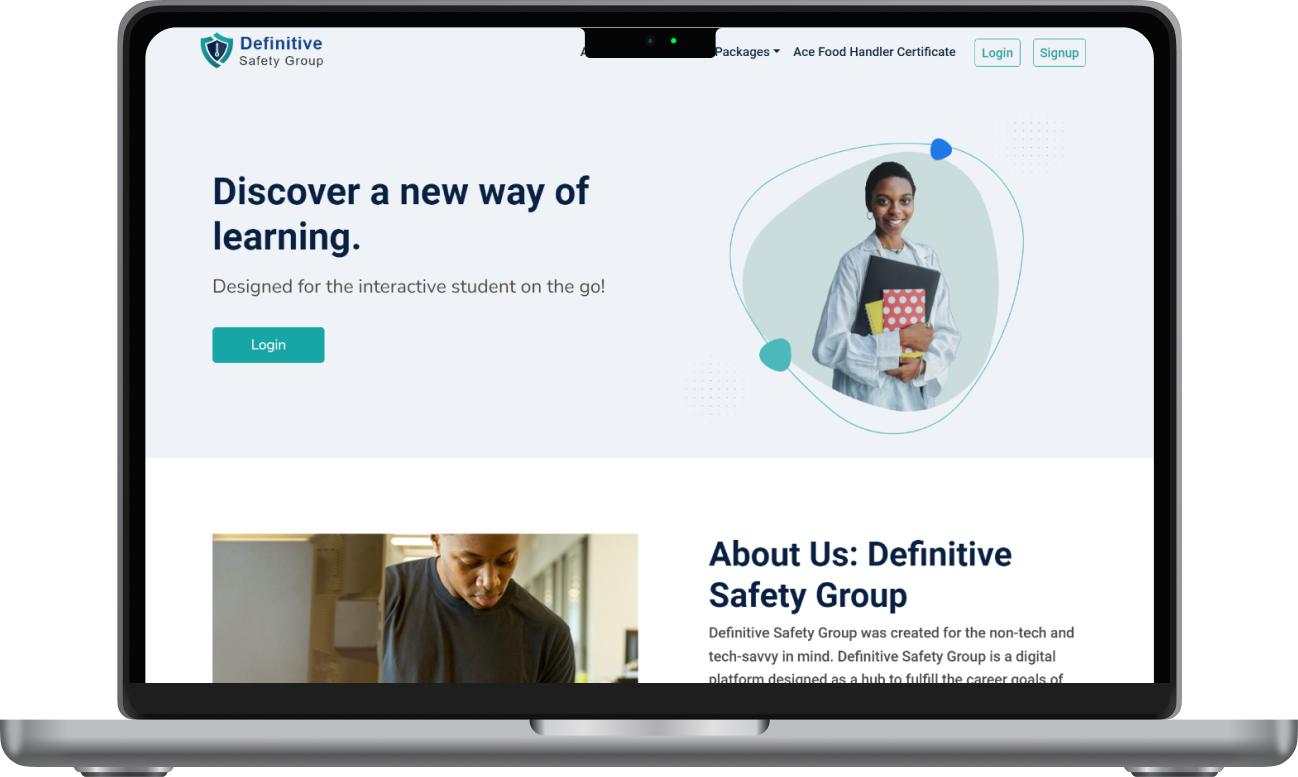 Definitive
Safety Group
Packages
Ace Food Handler Certificate
Login
Signup
Discover a new way of
learning.
Designed for the interactive student on the go!
Login
About Us: Definitive
Safety Group
Definitive Safety Group was created for the non-tech and
tech-savvy in mind. Definitive Safety Group is a digital
platform designed as a hub to fulfill the career goals of